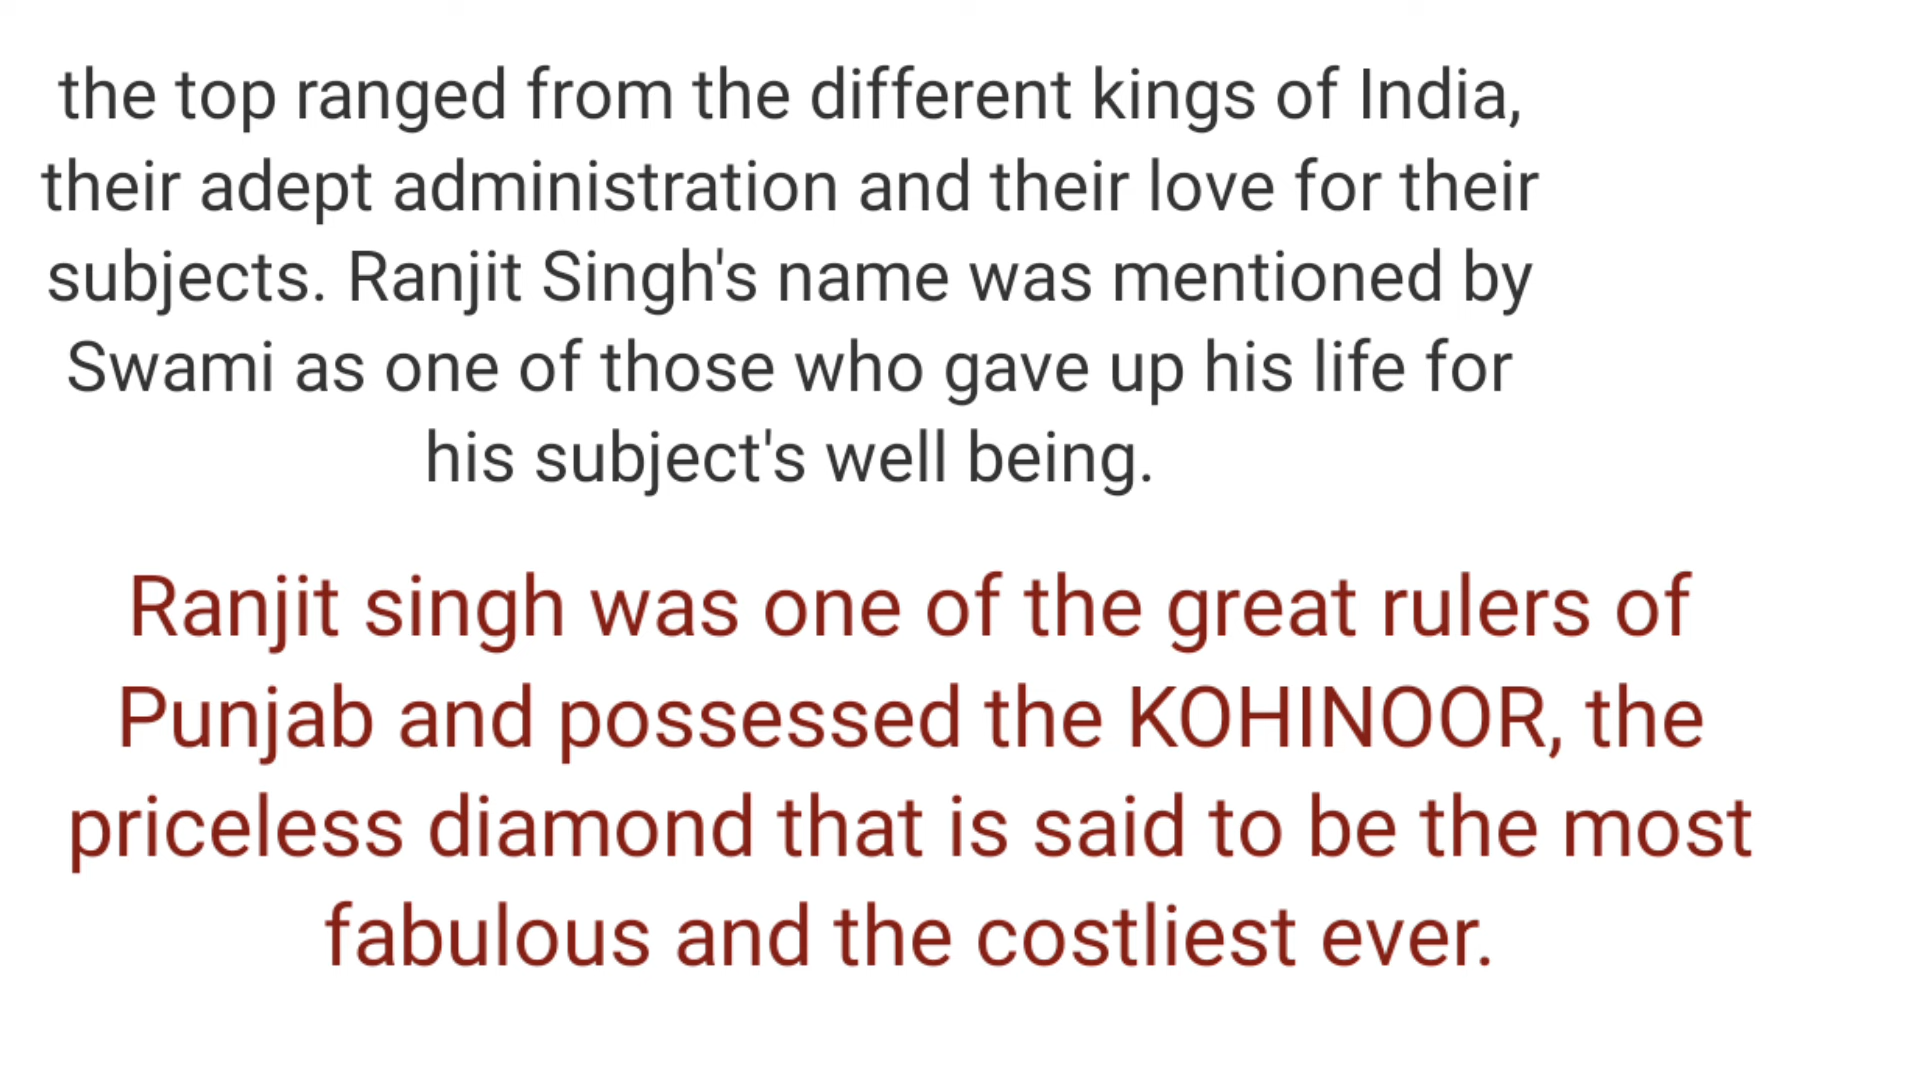 the top ranged from the different kings of India,
their adept administration and their love for their
subjects. Ranjit Singh's name was mentioned by
Swami as one of those who gave up his life for
his subject's well being.
Ranjit singh was one of the great rulers of
Punjab and possessed the KOHINOOR, the
priceless diamond that is said to be the most
fabulous and the costliest ever.